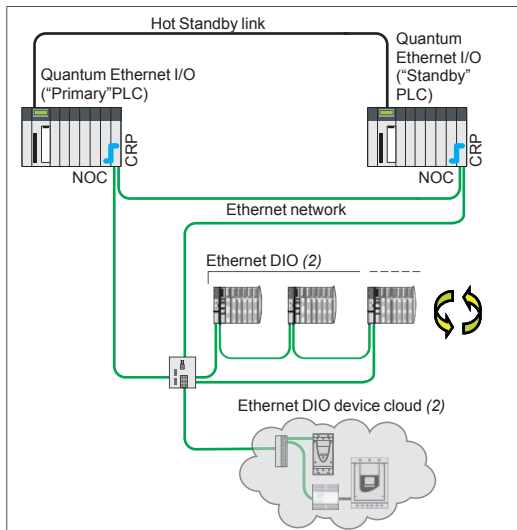 Hot Standby link
Quantum
Ethernet I/O
(“Standby”
PLC)
Quantum Ethernet I/O
(“Primary”PLC)
CRP
NOC
CRP
NOC
Ethernet network
Ethernet DIO (2)
Ethernet DIO device cloud (2)